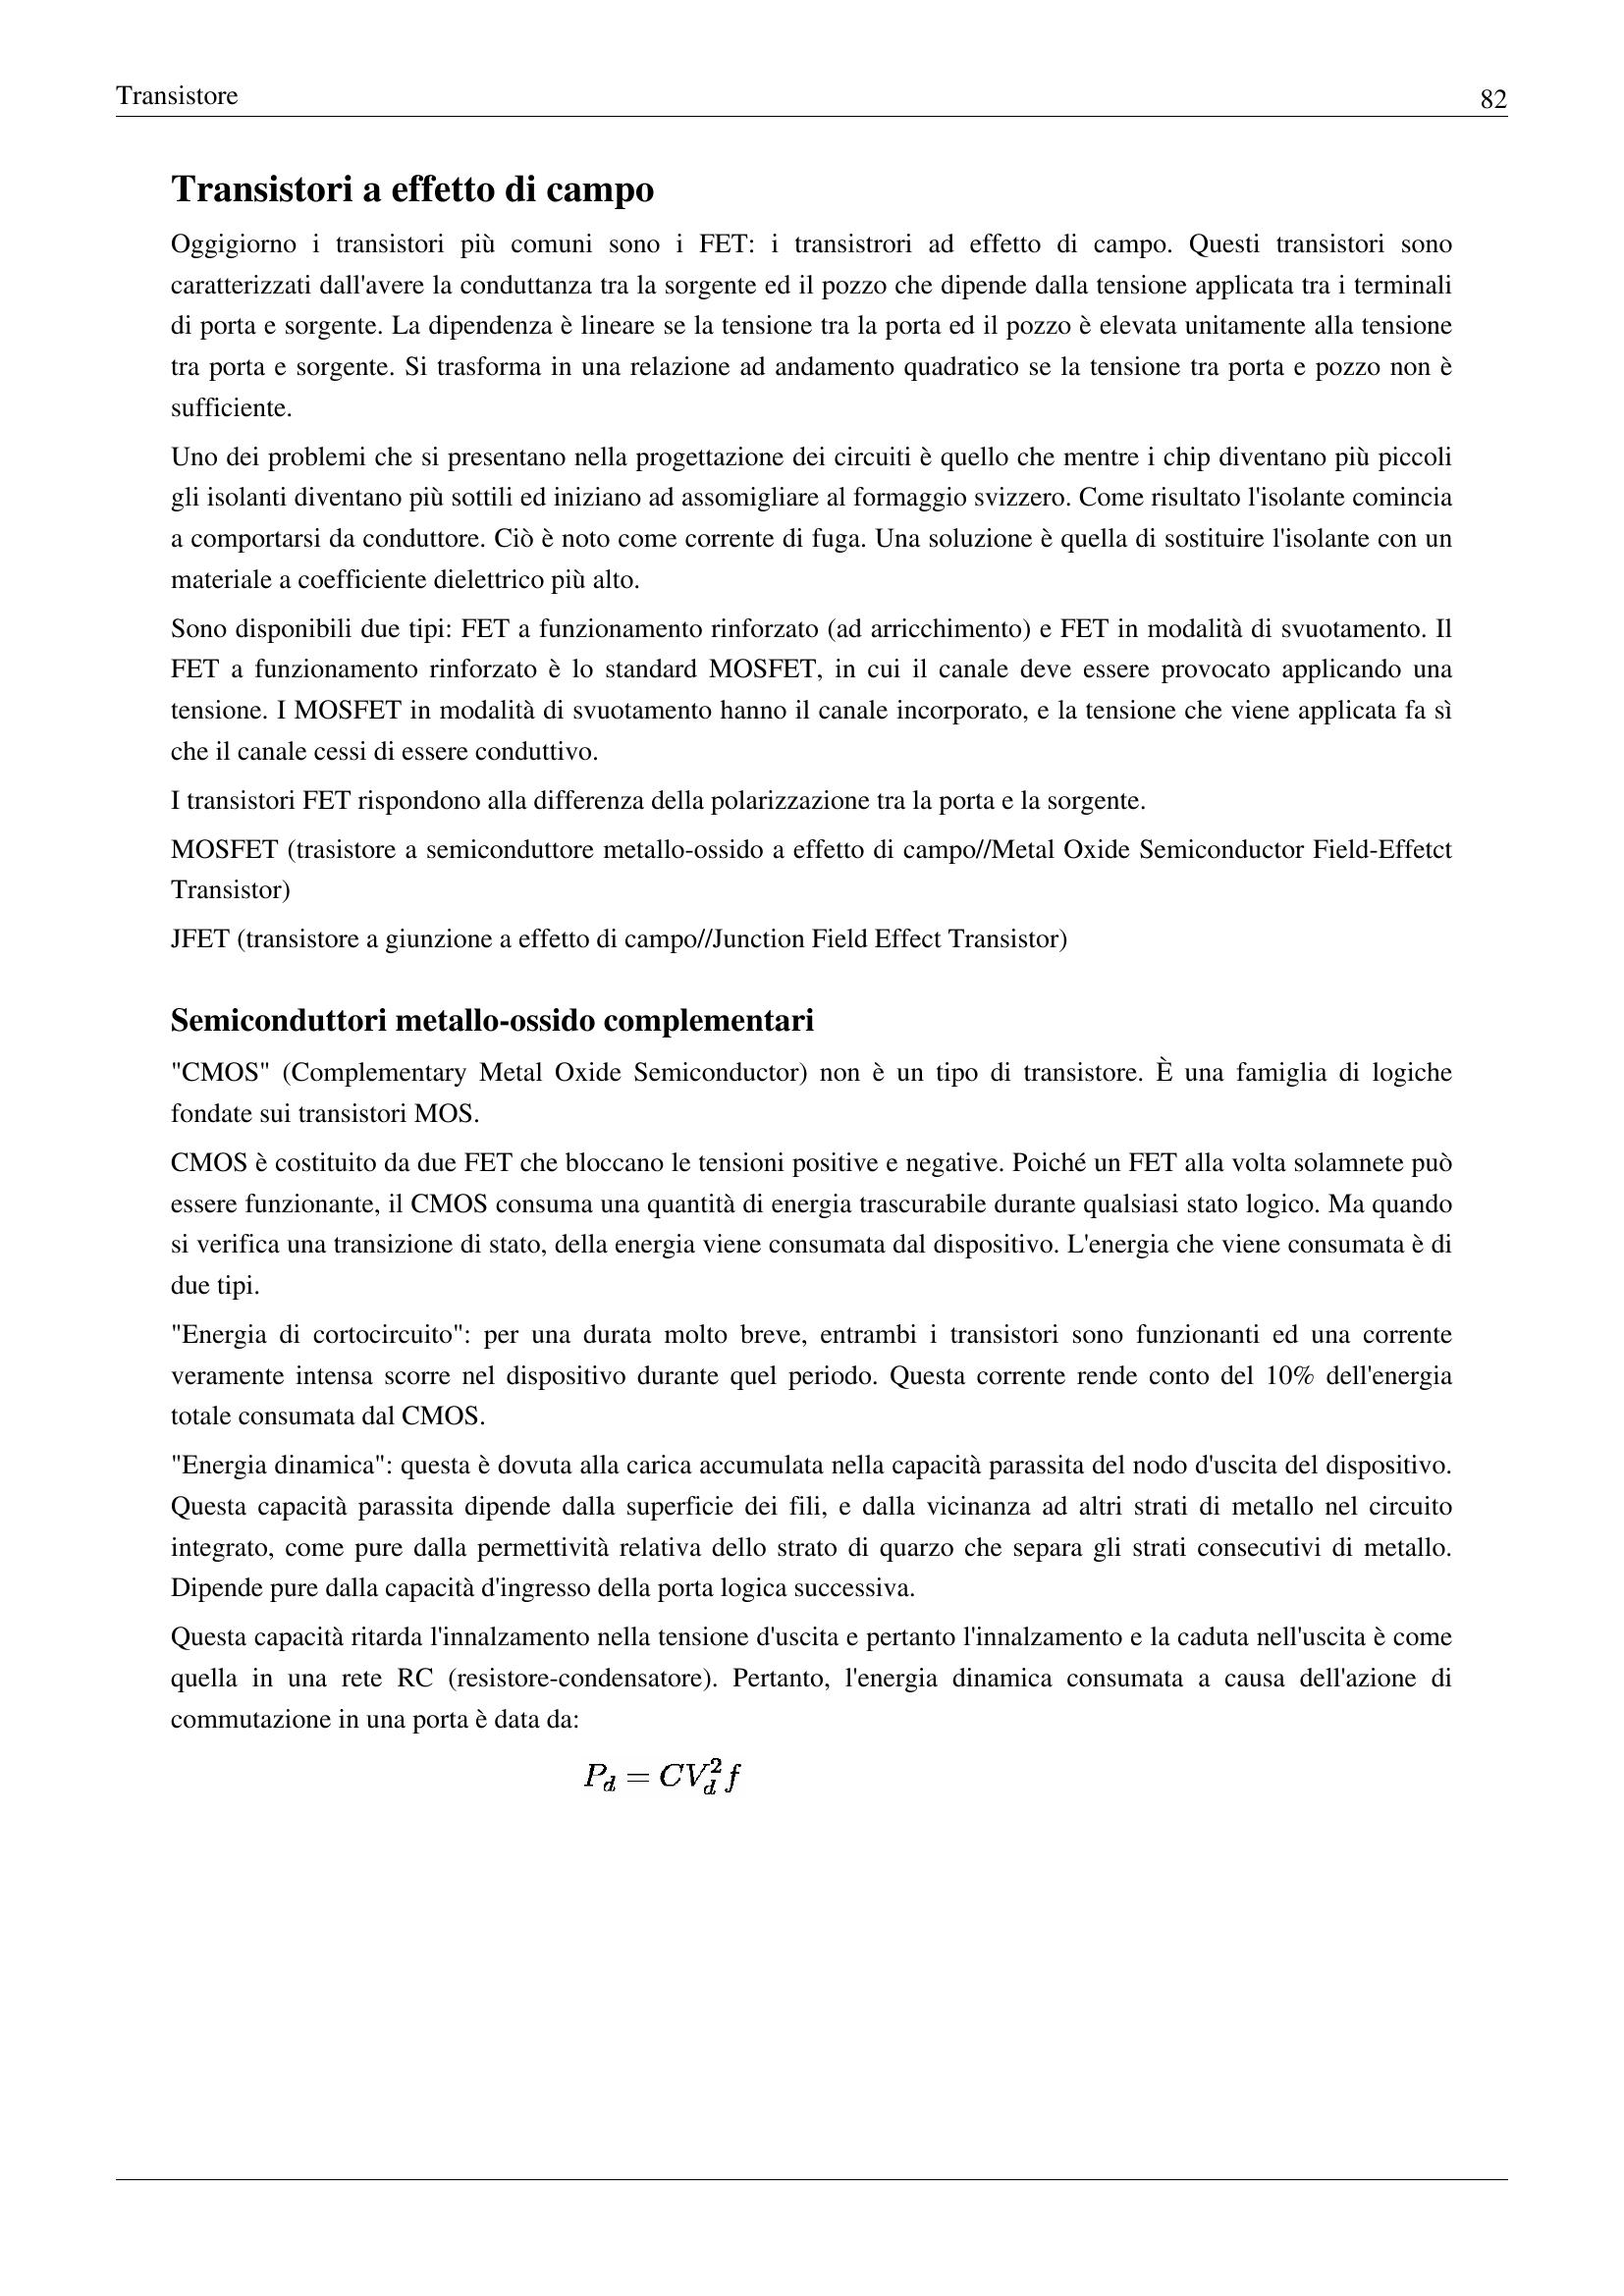 Transistore
82
Transistori a effetto di campo
Oggigiorno i transistori più comuni sono i FET: i transistrori ad effetto di campo. Questi transistori sono
caratterizzati dall'avere la conduttanza tra la sorgente ed il pozzo che dipende dalla tensione applicata tra i terminali
di porta e sorgente. La dipendenza è lineare se la tensione tra la porta ed il pozzo è elevata unitamente alla tensione
tra porta e sorgente. Si trasforma in una relazione ad andamento quadratico se la tensione tra porta e pozzo non è
sufficiente.
Uno dei problemi che si presentano nella progettazione dei circuiti è quello che mentre i chip diventano più piccoli
gli isolanti diventano più sottili ed iniziano ad assomigliare al formaggio svizzero. Come risultato l'isolante comincia
a comportarsi da conduttore. Ciò è noto come corrente di fuga. Una soluzione è quella di sostituire l'isolante con un
materiale a coefficiente dielettrico più alto.
Sono disponibili due tipi: FET a funzionamento rinforzato (ad arricchimento) e FET in modalità di svuotamento. Il
FET a funzionamento rinforzato è lo standard MOSFET, in cui il canale deve essere provocato applicando una
tensione. I MOSFET in modalità di svuotamento hanno il canale incorporato, e la tensione che viene applicata fa sì
che il canale cessi di essere conduttivo.
I transistori FET rispondono alla differenza della polarizzazione tra la porta e la sorgente.
MOSFET (trasistore a semiconduttore metallo-ossido a effetto di campo//Metal Oxide Semiconductor Field-Effetct
Transistor)
JFET (transistore a giunzione a effetto di campo//Junction Field Effect Transistor)
Semiconduttori metallo-ossido complementari
"CMOS" (Complementary Metal Oxide Semiconductor) non è un tipo di transistore. È una famiglia di logiche
fondate sui transistori MOS.
CMOS è costituito da due FET che bloccano le tensioni positive e negative. Poiché un FET alla volta solamnete può
essere funzionante, il CMOS consuma una quantità di energia trascurabile durante qualsiasi stato logico. Ma quando
si verifica una transizione di stato, della energia viene consumata dal dispositivo. L'energia che viene consumata è di
due tipi.
"Energia di cortocircuito": per una durata molto breve, entrambi i transistori sono funzionanti ed una corrente
veramente intensa scorre nel dispositivo durante quel periodo. Questa corrente rende conto del 10% dell'energia
totale consumata dal CMOS.
"Energia dinamica": questa è dovuta alla carica accumulata nella capacità parassita del nodo d'uscita del dispositivo.
Questa capacità parassita dipende dalla superficie dei fili, e dalla vicinanza ad altri strati di metallo nel circuito
integrato, come pure dalla permettività relativa dello strato di quarzo che separa gli strati consecutivi di metallo.
Dipende pure dalla capacità d'ingresso della porta logica successiva.
Questa capacità ritarda l'innalzamento nella tensione d'uscita e pertanto l'innalzamento e la caduta nell'uscita è come
quella in una rete RC (resistore-condensatore). Pertanto, l'energia dinamica consumata a causa dell'azione di
commutazione in una porta è data da:
$P_d = CV_d^2 f$